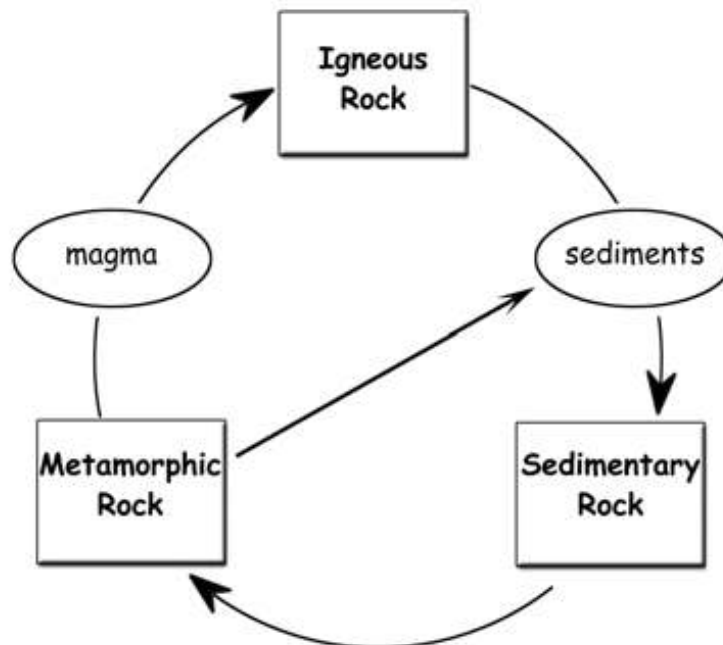 Igneous
Rock
magma
sediments
Metamorphic
Rock
Sedimentary
Rock